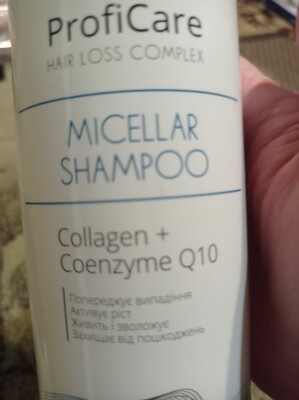 ProfiCare
HAIR LOSS COMPLEX
MICELLAR
SHAMPOO
Collagen +
Coenzyme Q10
Попереджує випадіння
Активує ріст
Живить і зволожує
Захищає від пошкоджень